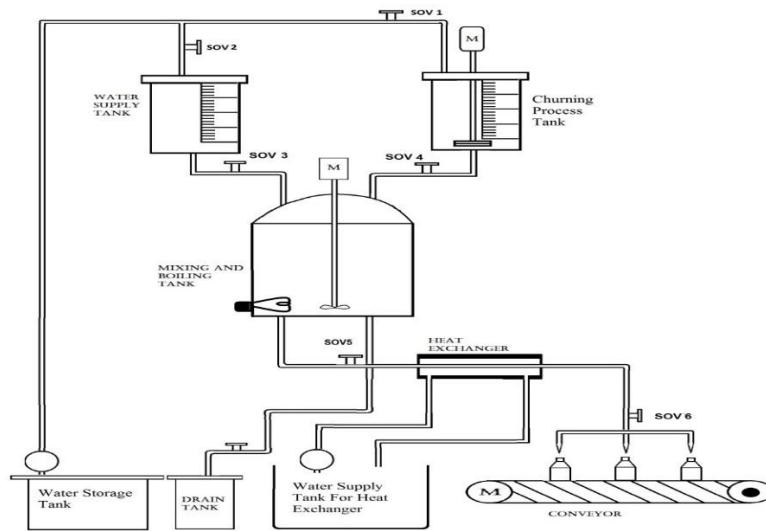 SOV 1
M
SOV 2
WATER
SUPPLY
TANK
Churning
Process
Tank
SOV 3
SOV 4
M
MIXING AND
BOILING
TANK
SOV5
HEAT
EXCHANGER
SOV 6
Water Storage
Tank
DRAIN
TANK
Water Supply
Tank For Heat
Exchanger
M
CONVEYOR